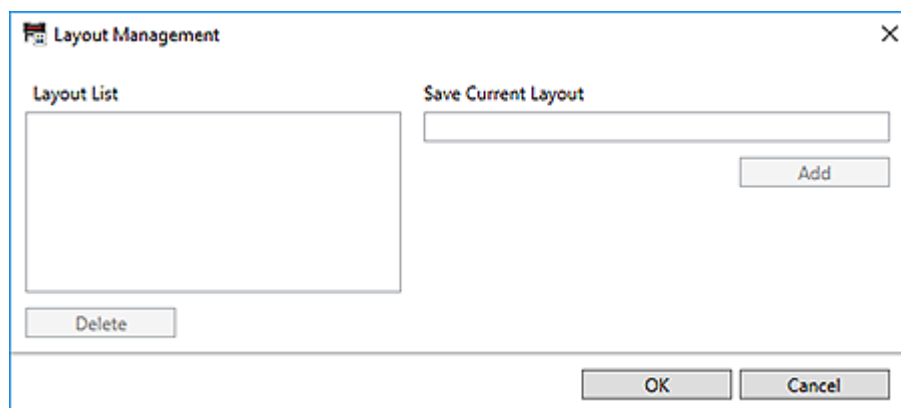 Layout Management
Layout List
Save Current Layout
Add
Delete
OK
Cancel